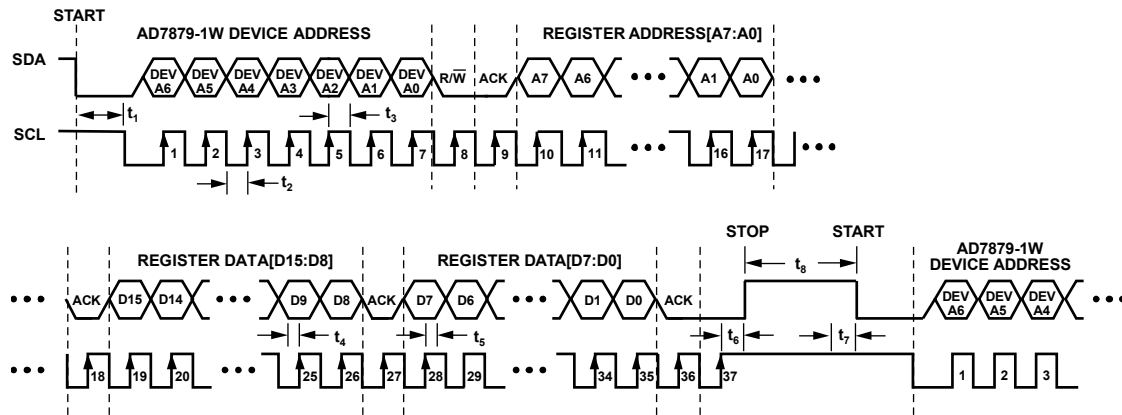 START
AD7879-1W DEVICE ADDRESS
REGISTER ADDRESS[A7:A0]
SDA
DEV A6 DEV A5 DEV A4 DEV A3 DEV A2 DEV A1 DEV A0 R/W̅ ACK A7 A6 A1 A0
t1 t3
SCL
1 2 3 4 5 6 7 8 9 10 11 16 17
t2
STOP START
AD7879-1W
DEVICE ADDRESS
REGISTER DATA[D15:D8] REGISTER DATA[D7:D0]
t8
ACK D15 D14 D9 D8 ACK D7 D6 D1 D0 ACK DEV A6 DEV A5 DEV A4
t4 t5 t6 t7
18 19 20 25 26 27 28 29 34 35 36 37 1 2 3